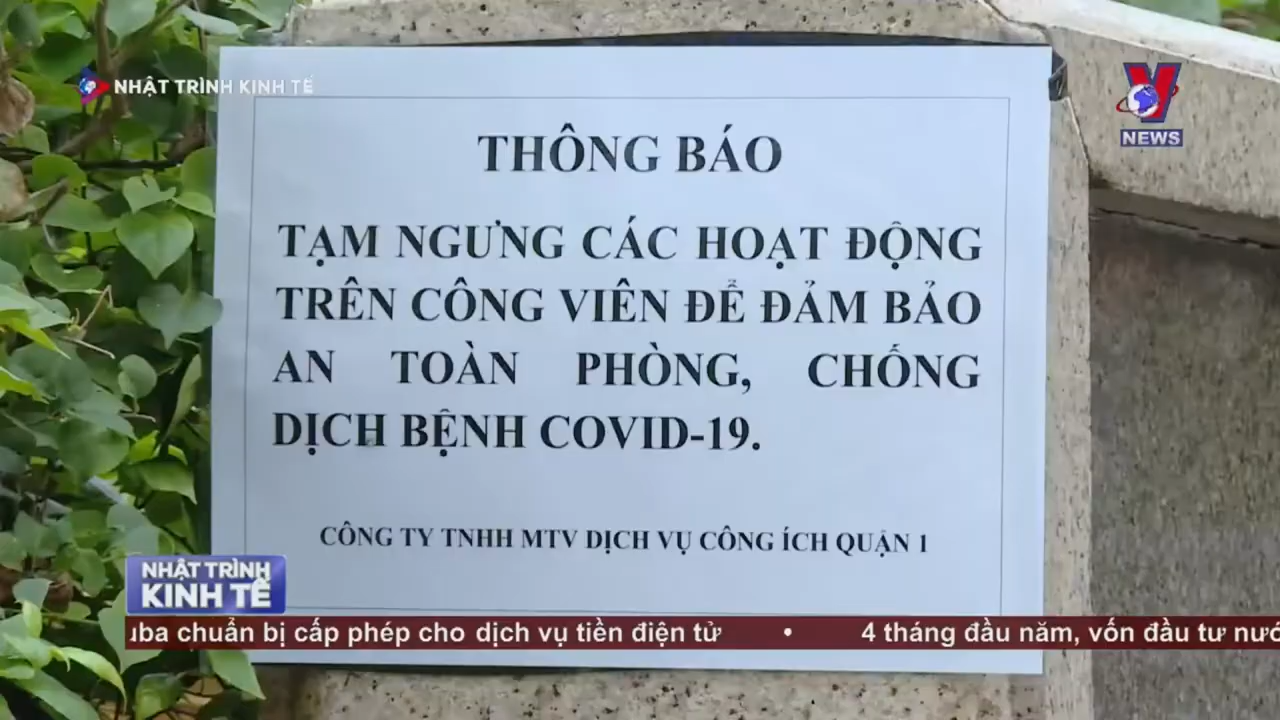 NHẬT TRÌNH KINH TẾ
NEWS
THÔNG BÁO
TẠM NGƯNG CÁC HOẠT ĐỘNG
TRÊN CÔNG VIÊN ĐỂ ĐẢM BẢO
AN TOÀN PHÒNG, CHỐNG
DỊCH BỆNH COVID-19.
CÔNG TY TNHH MTV DỊCH VỤ CÔNG ÍCH QUẬN 1
NHẬT TRÌNH
KINH TẾ
chuẩn bị cấp phép cho dịch vụ tiền điện tử • 4 tháng đầu năm, vốn đầu tư